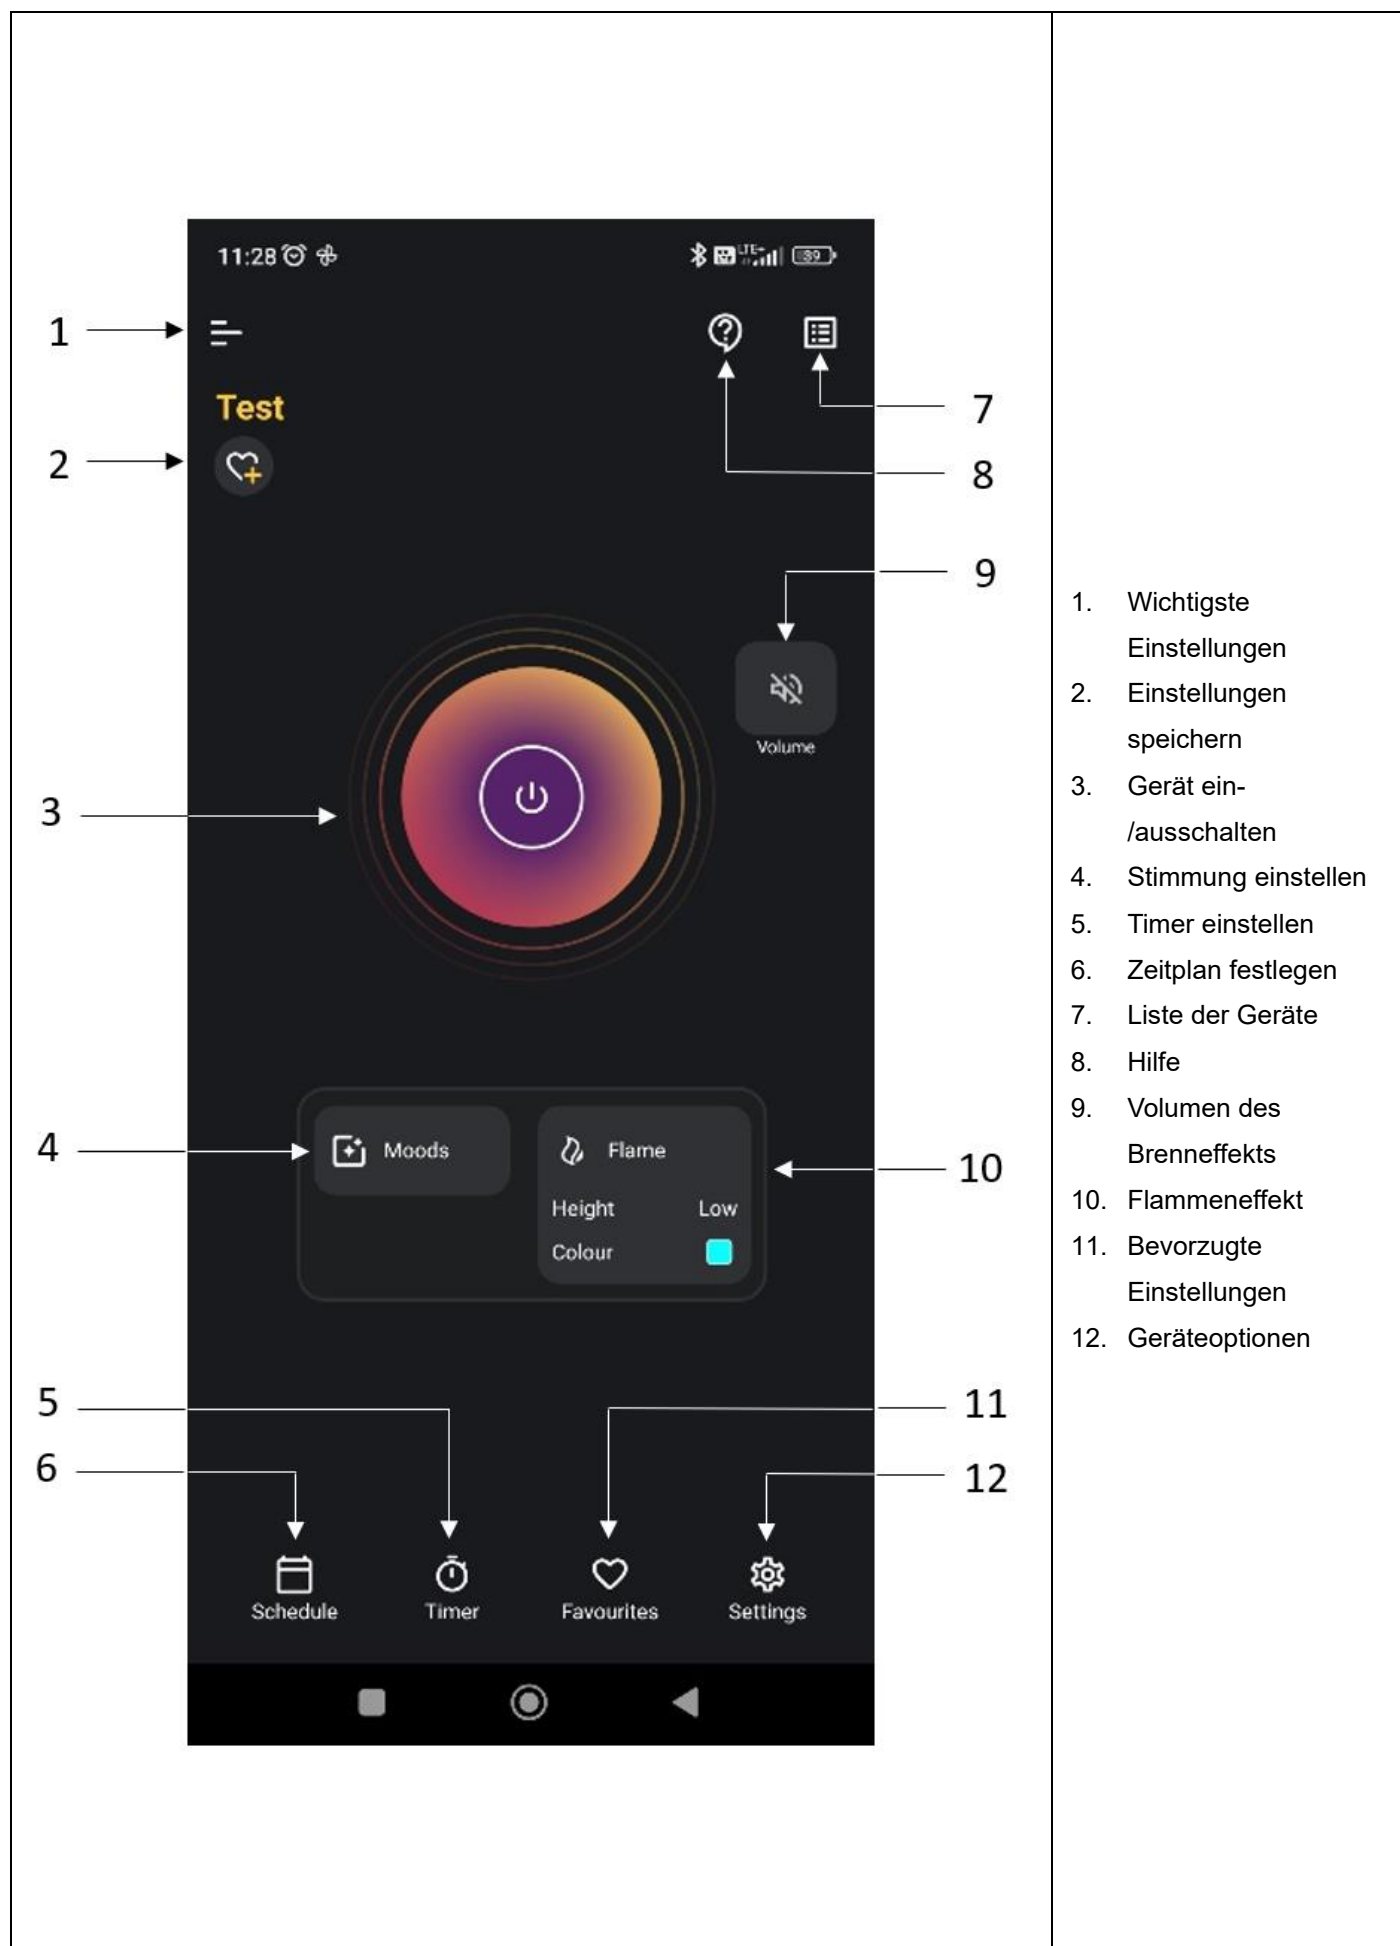 11:28
LTE+
39
1
Test
7
2
8
9
Volume
3
4
Moods
Flame
10
Height Low
Colour
5
11
6
12
Schedule Timer Favourites Settings
1. Wichtigste
Einstellungen
2. Einstellungen
speichern
3. Gerät ein-
/ausschalten
4. Stimmung einstellen
5. Timer einstellen
6. Zeitplan festlegen
7. Liste der Geräte
8. Hilfe
9. Volumen des
Brenneffekts
10. Flammeneffekt
11. Bevorzugte
Einstellungen
12. Geräteoptionen